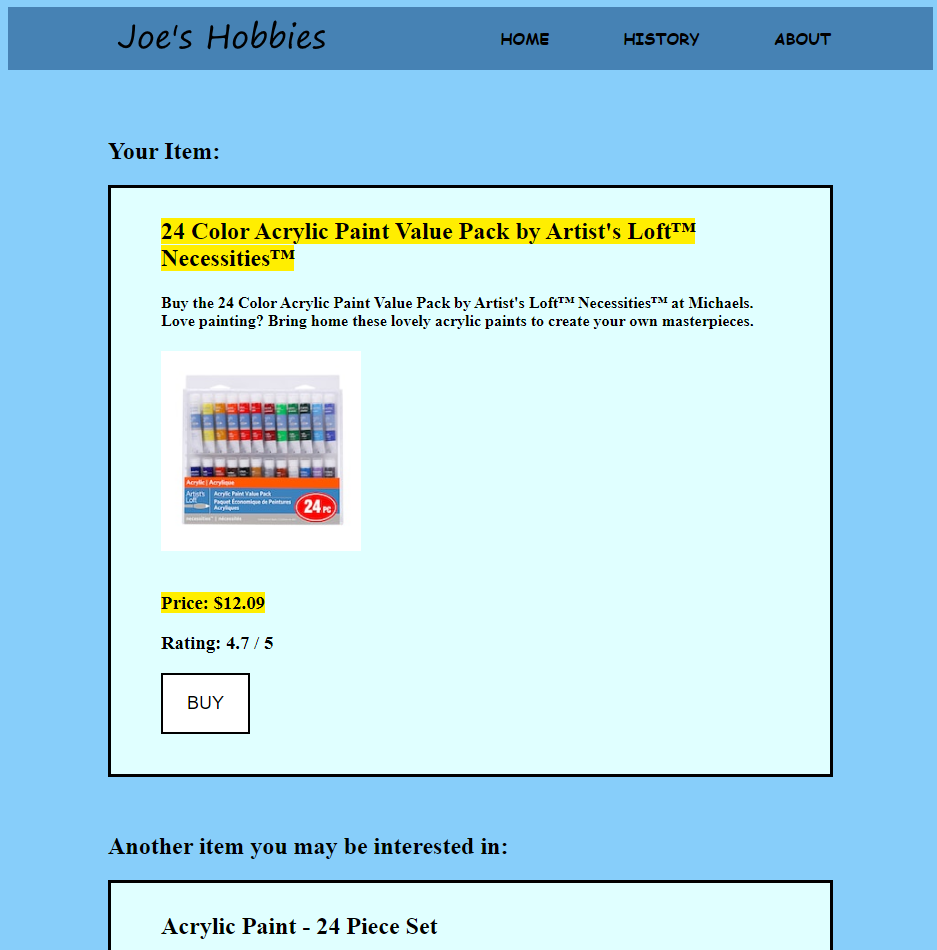 Joe's Hobbies
HOME HISTORY ABOUT
Your Item:
24 Color Acrylic Paint Value Pack by Artist's Loft™
Necessities™
Buy the 24 Color Acrylic Paint Value Pack by Artist's Loft™ Necessities™ at Michaels.
Love painting? Bring home these lovely acrylic paints to create your own masterpieces.
Acrylic | Acrylique
Artist's
Loft
Acrylic Paint Value Pack
Paquet Économique de Peintures
Acryliques
24 PC
Price: $12.09
Rating: 4.7 / 5
BUY
Another item you may be interested in:
Acrylic Paint - 24 Piece Set